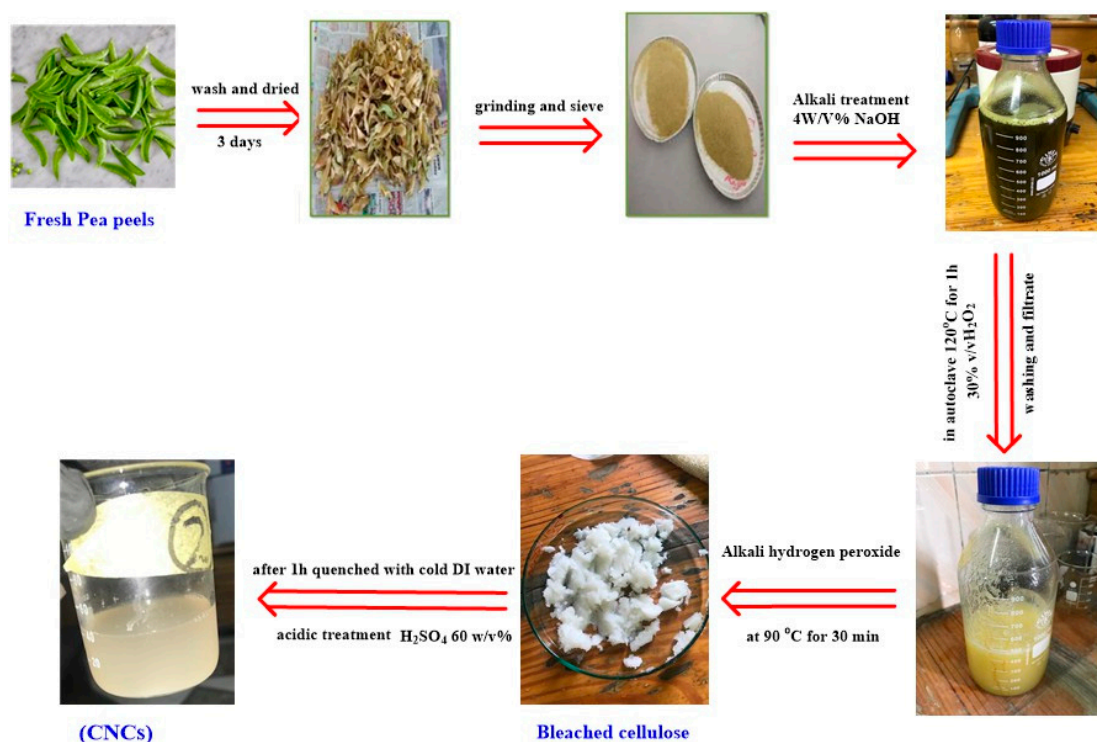 wash and dried
3 days
Fresh Pea peels
grinding and sieve
Alkali treatment
4W/V% NaOH
in autoclave 120°C for 1h
30% v/vH₂O₂
washing and filtrate
Alkali hydrogen peroxide
at 90 °C for 30 min
Bleached cellulose
after 1h quenched with cold DI water
acidic treatment H₂SO₄ 60 w/v%
(CNCs)